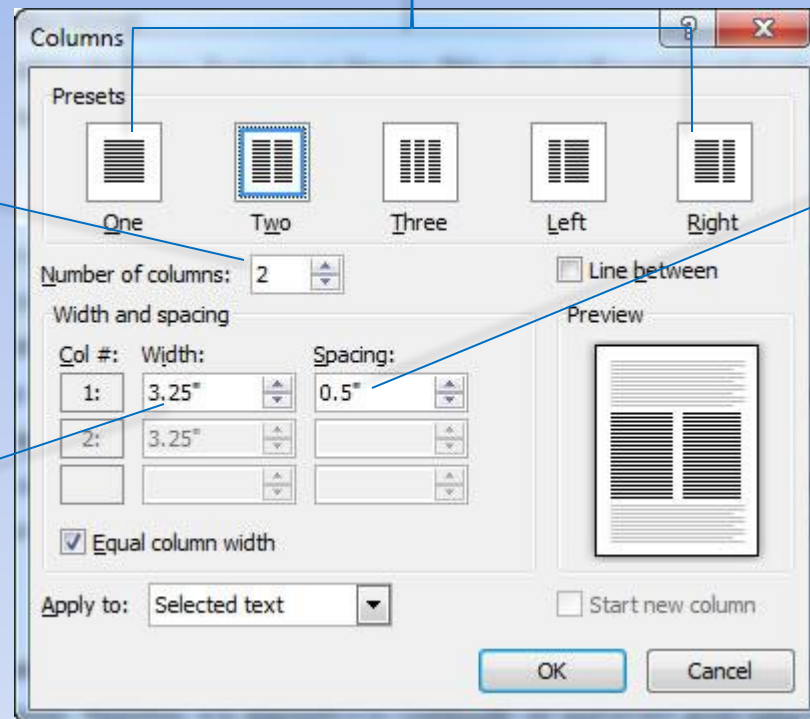 Columns
Presets
One Two Three Left Right
Number of columns: 2
Line between
Width and spacing
Preview
Col #: Width: Spacing:
1: 3.25" 0.5"
2: 3.25"
Equal column width
Apply to: Selected text
Start new column
OK Cancel